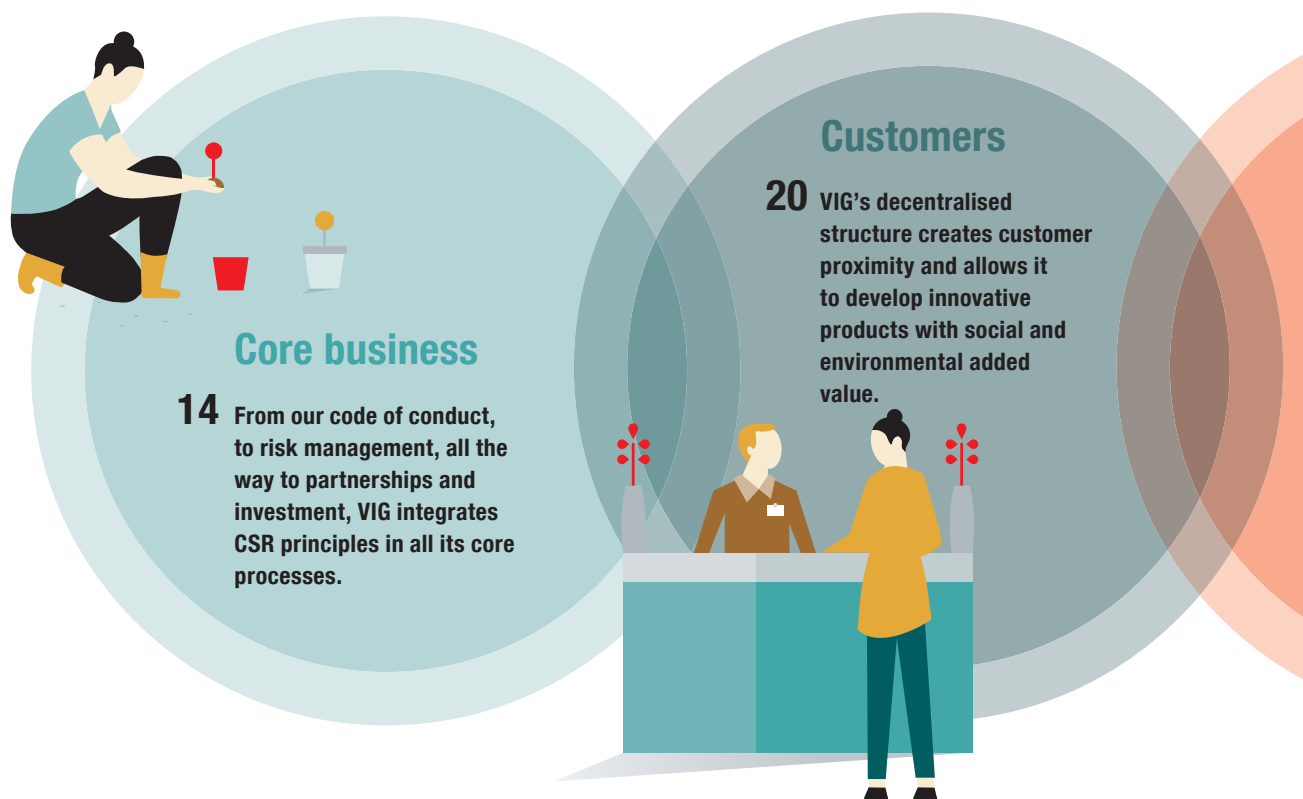 Core business
14 From our code of conduct,
to risk management, all the
way to partnerships and
investment, VIG integrates
CSR principles in all its core
processes.
Customers
20 VIG's decentralised
structure creates customer
proximity and allows it
to develop innovative
products with social and
environmental added
value.